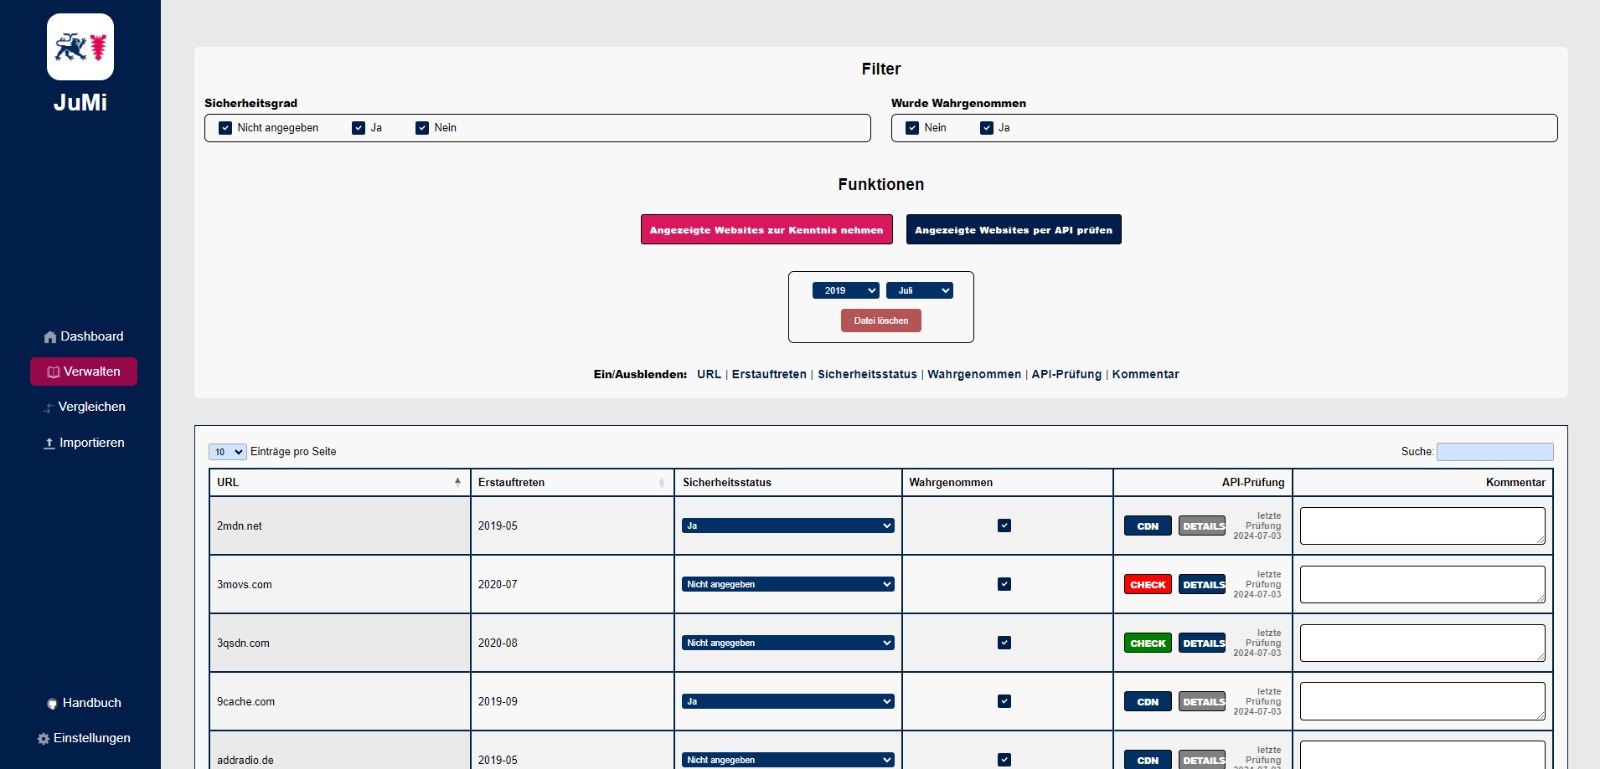 JuMi
Dashboard
Verwalten
Vergleichen
Importieren
Handbuch
Einstellungen
Filter
Sicherheitsgrad
Nicht angegeben Ja Nein
Wurde Wahrgenommen
Nein Ja
Funktionen
Angezeigte Websites zur Kenntnis nehmen Angezeigte Websites per API prüfen
2019 Juli
Datei löschen
Ein/Ausblenden: URL | Erstauftreten | Sicherheitsstatus | Wahrgenommen | API-Prüfung | Kommentar
10 Einträge pro Seite Suche:
URL Erstauftreten Sicherheitsstatus Wahrgenommen API-Prüfung Kommentar
2mdn.net 2019-05 Ja CDN DETAILS letzte Prüfung 2024-07-03
3movs.com 2020-07 Nicht angegeben CHECK DETAILS letzte Prüfung 2024-07-03
3qsdn.com 2020-08 Nicht angegeben CHECK DETAILS letzte Prüfung 2024-07-03
9cache.com 2019-09 Ja CDN DETAILS letzte Prüfung 2024-07-03
addradio.de 2019-05 Nicht angegeben CDN DETAILS letzte Prüfung